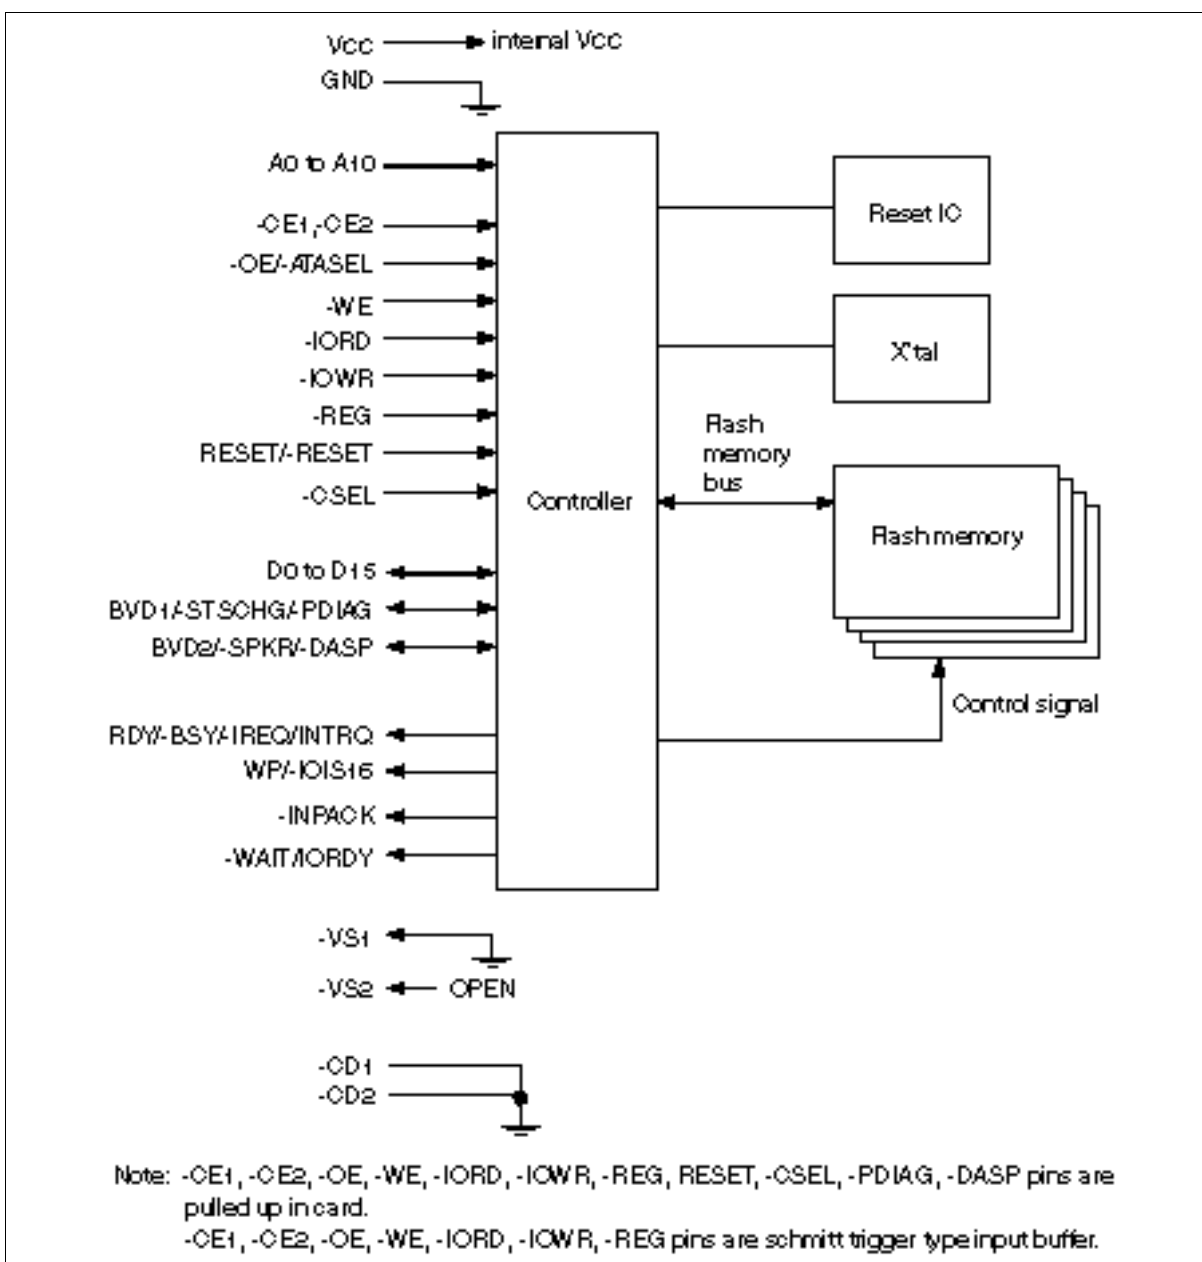 Vcc
internal Vcc
GND
A0 to A10
-CE1,-CE2
-OE/-ATASEL
-WE
-IORD
-IOWR
-REG
RESET/-RESET
-CSEL
Controller
Reset IC
X'tal
Flash
memory
bus
Flash memory
D0 to D15
BVD1/-STSCHG/-PDIAG
BVD2/-SPKR/-DASP
Control signal
RDY/-BSY/-IREQ/INTRQ
WP/-IOIS16
-INPACK
-WAIT/IORDY
-VS1
-VS2
OPEN
-CD1
-CD2
Note: -CE1, -CE2, -OE, -WE, -IORD, -IOWR, -REG, RESET, -CSEL, -PDIAG, -DASP pins are
pulled up in card.
-CE1, -CE2, -OE, -WE, -IORD, -IOWR, -REG pins are schmitt trigger type input buffer.